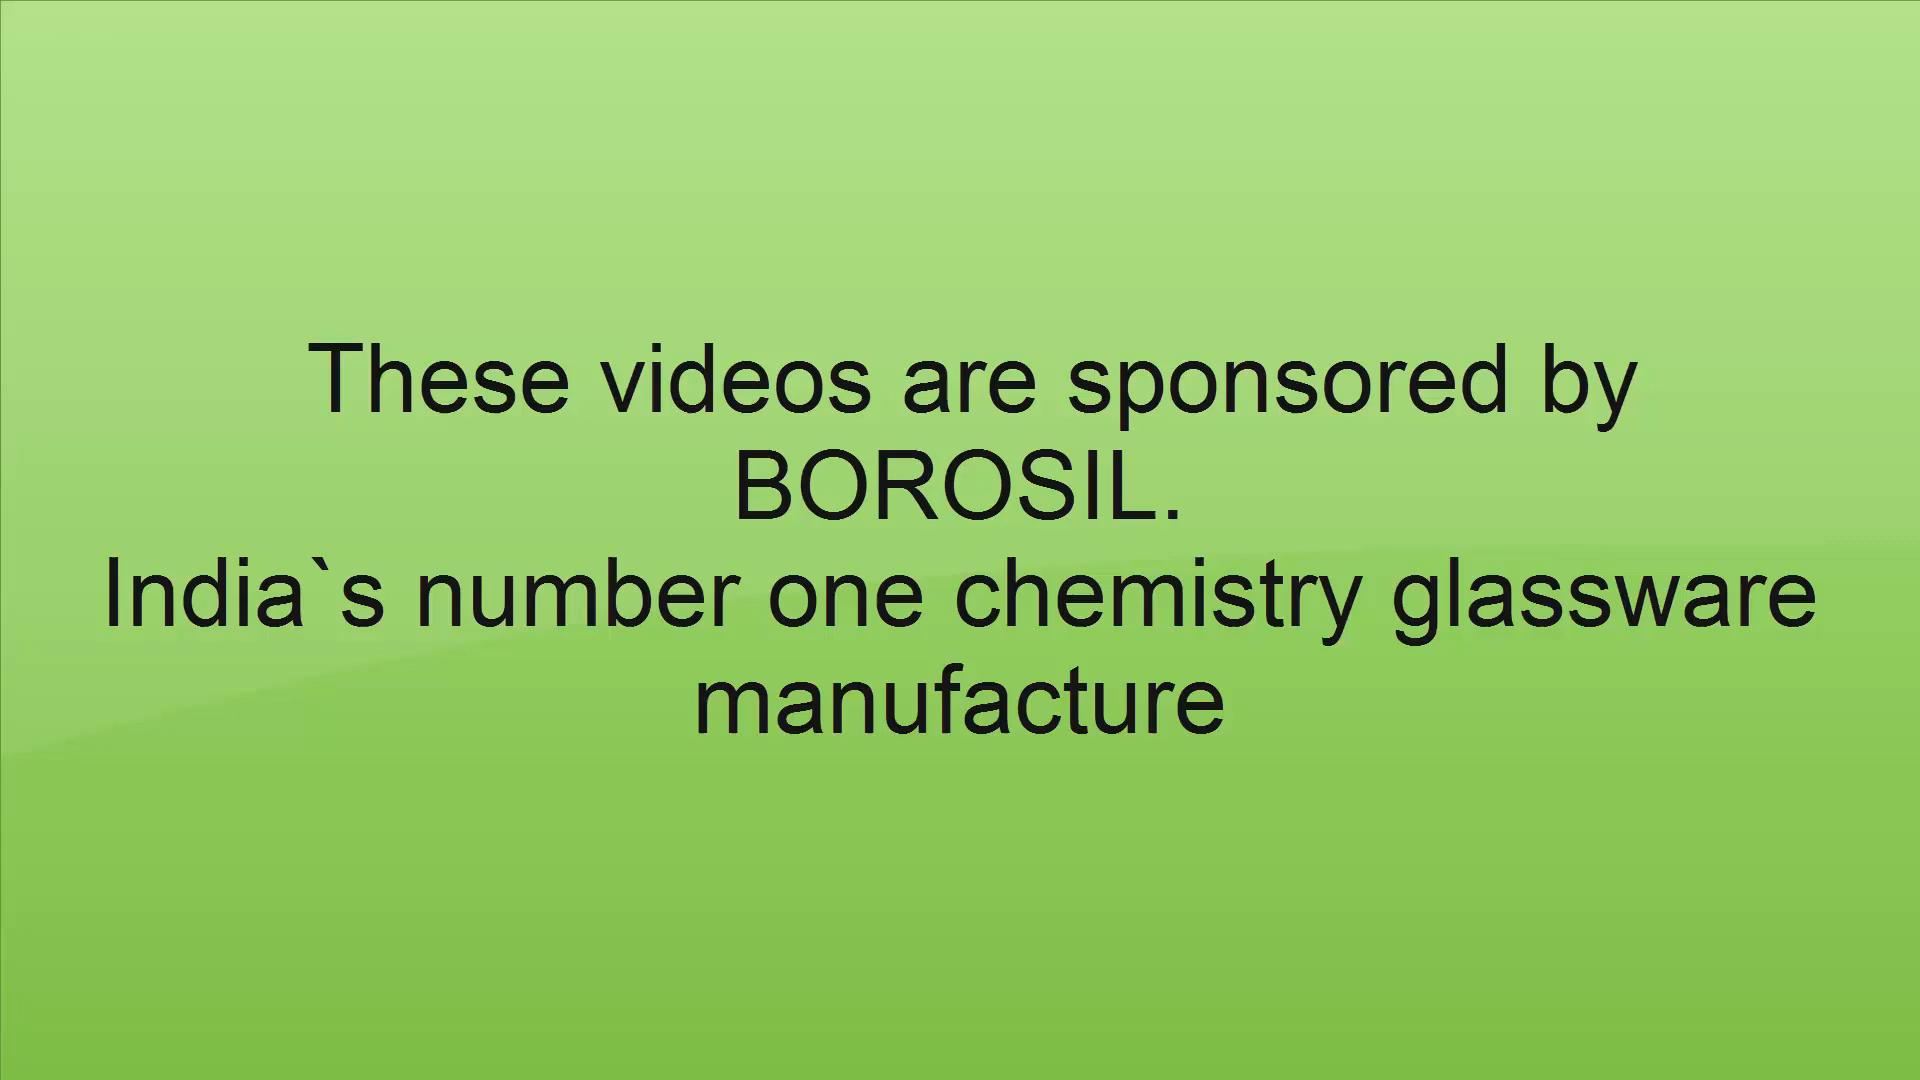 These videos are sponsored by
BOROSIL.
India`s number one chemistry glassware
manufacture